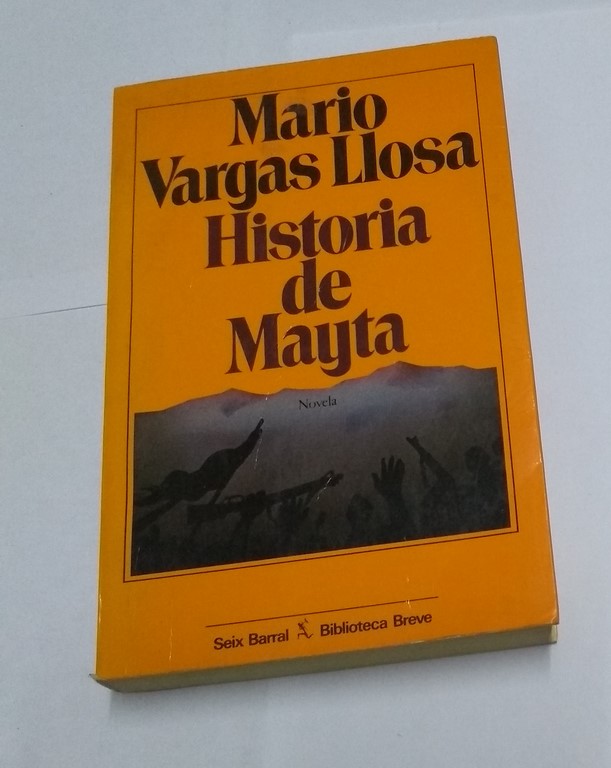 Mario
Vargas Llosa
Historia
de
Mayta
Novela
Seix Barral Biblioteca Breve